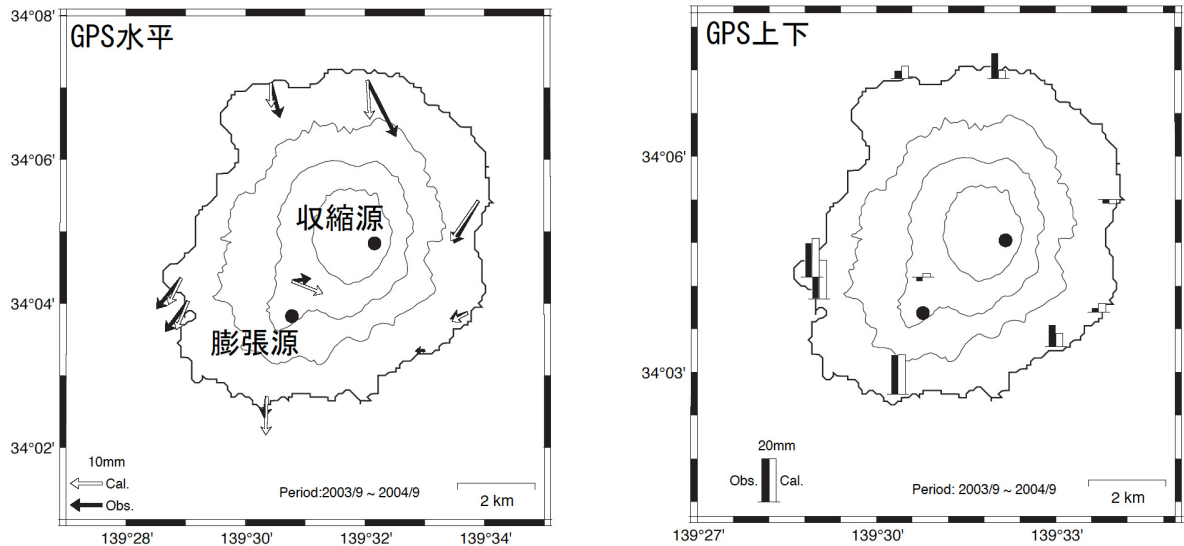 GPS水平
34°08'
34°06'
34°04'
34°02'
収縮源
膨張源
10mm
Cal.
Obs.
Period:2003/9 ~ 2004/9
2 km
139°28'
139°30'
139°32'
139°34'
GPS上下
34°06'
34°03'
20mm
Obs.
Cal.
Period: 2003/9 ~ 2004/9
2 km
139°27'
139°30'
139°33'